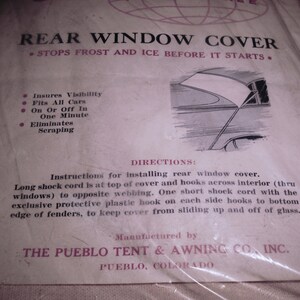 REAR WINDOW COVER
• STOPS FROST AND ICE BEFORE IT STARTS •
• Insures Visibility
• Fits All Cars
• On Or Off In
One Minute
• Eliminates
Scraping
DIRECTIONS:
Instructions for installing rear window cover.
Long shock cord is at top of cover and hooks across interior (thru
windows) to opposite webbing. One short shock cord with the
exclusive protective plastic hook on each side hooks to bottom
edge of fenders, to keep cover from sliding up and off of glass.
Manufactured by
THE PUEBLO TENT & AWNING CO., INC.
PUEBLO, COLORADO